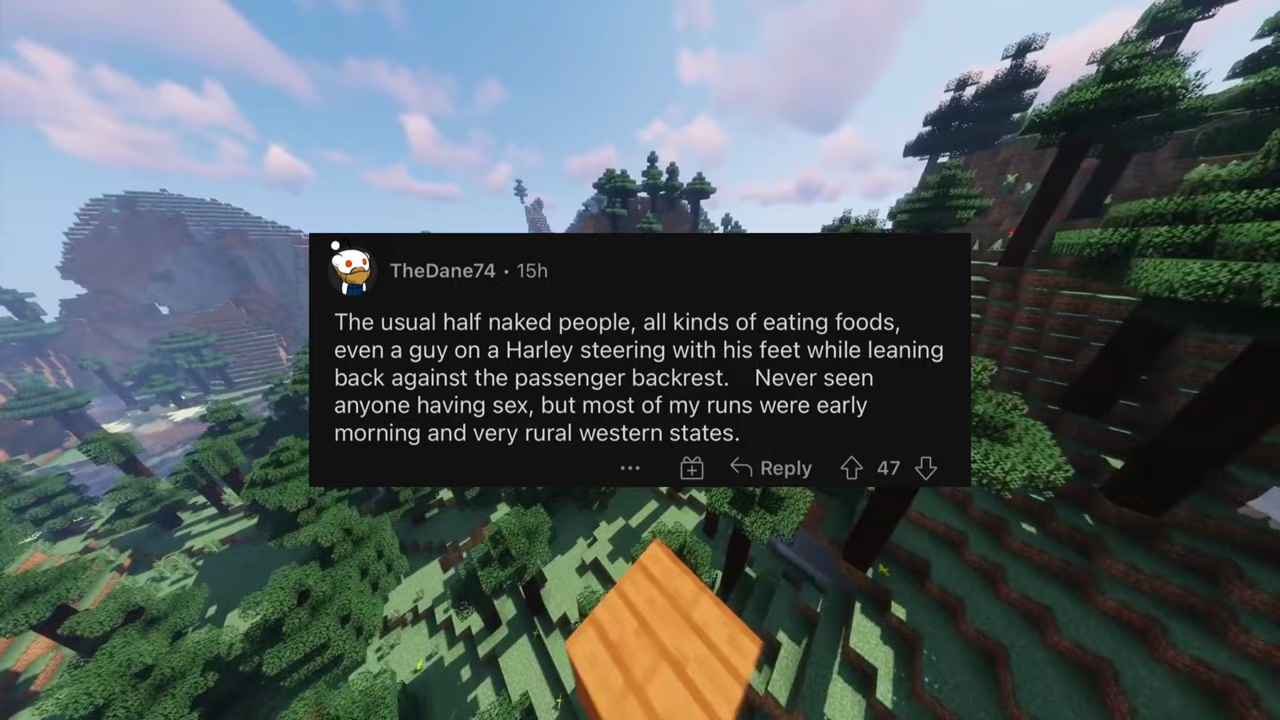 TheDane74 · 15h
The usual half naked people, all kinds of eating foods,
even a guy on a Harley steering with his feet while leaning
back against the passenger backrest. Never seen
anyone having sex, but most of my runs were early
morning and very rural western states.
Reply 47